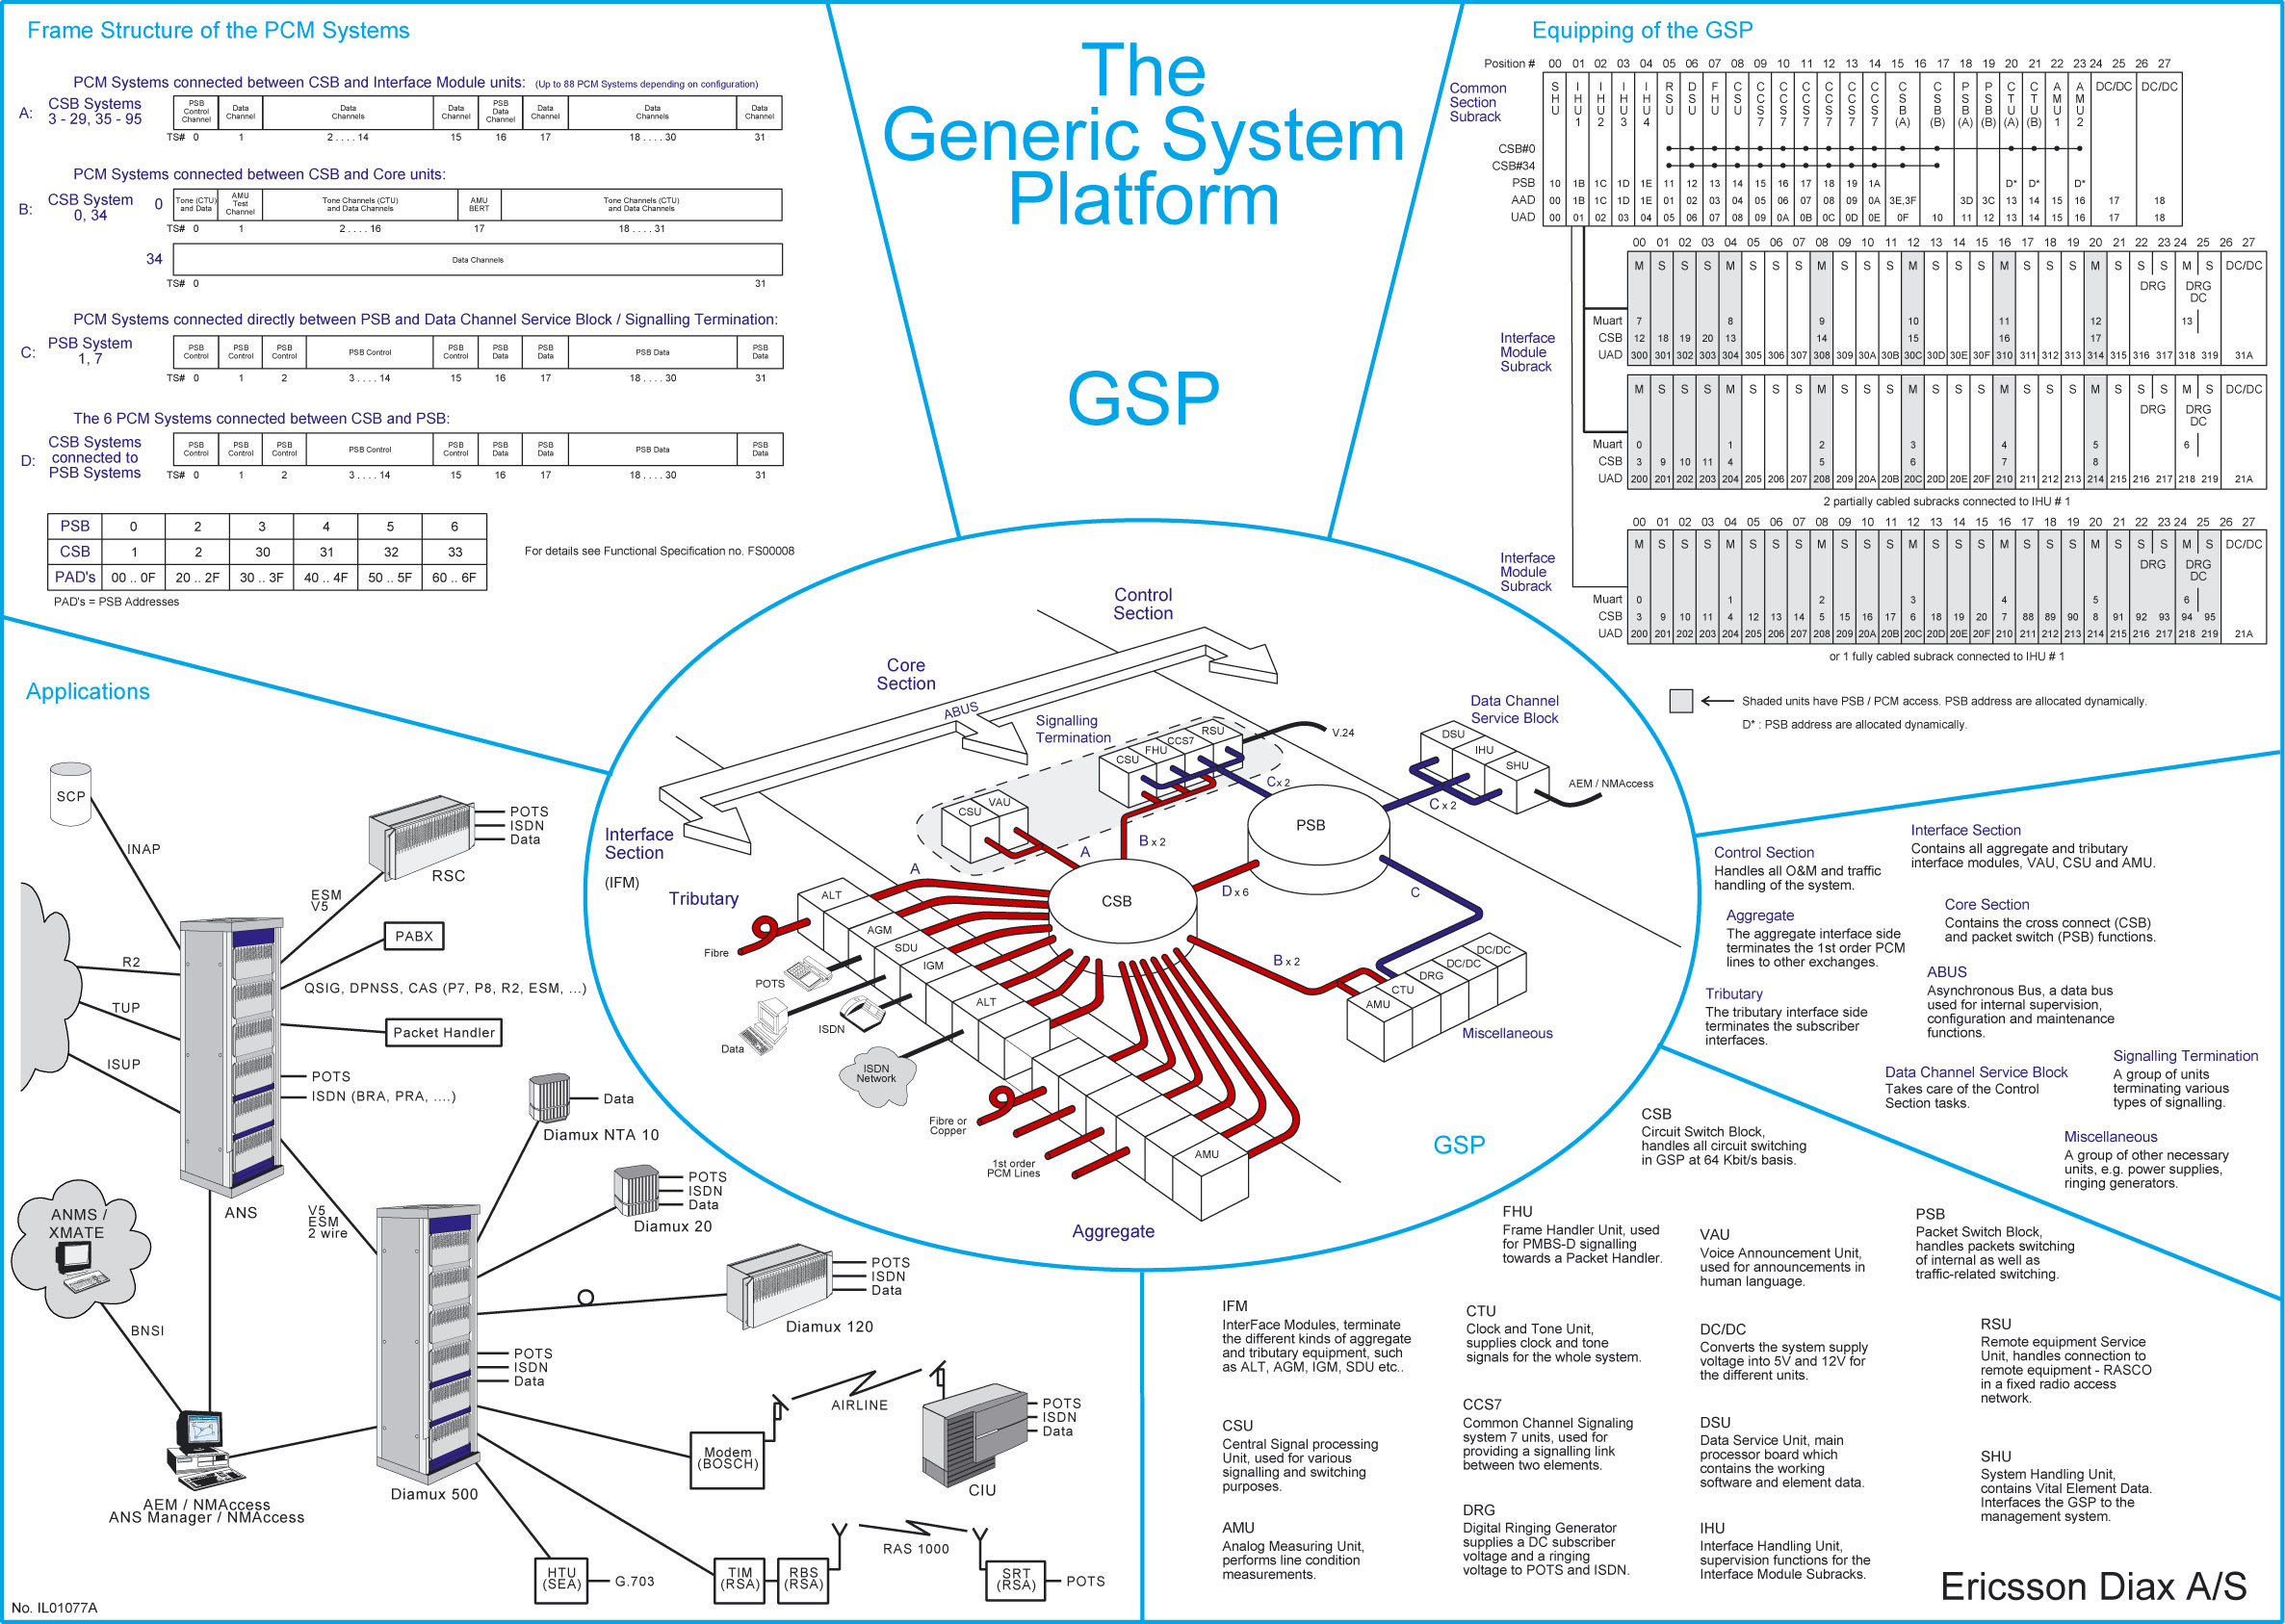 Frame Structure of the PCM Systems
PCM Systems connected between CSB and Interface Module units: (Up to 88 PCM Systems depending on configuration)
A: CSB Systems
3 - 29, 35 - 95
PSB Control Channel
Data Channel
Data Channels
Data Channel
PSB Data Channel
Data Channel
Data Channels
Data Channel
TS# 0 1 2 . . . . 14 15 16 17 18 . . . . 30 31
PCM Systems connected between CSB and Core units:
B: CSB System
0, 34
0
Tone (CTU) and Data
AMU Test Channel
Tone Channels (CTU) and Data Channels
AMU BERT
Tone Channels (CTU) and Data Channels
TS# 0 1 2 . . . . 16 17 18 . . . . 31
34
Data Channels
TS# 0 31
PCM Systems connected directly between PSB and Data Channel Service Block / Signalling Termination:
C: PSB System
1, 7
PSB Control
PSB Control
PSB Control
PSB Control
PSB Control
PSB Data
PSB Data
PSB Data
PSB Data
TS# 0 1 2 3 . . . . 14 15 16 17 18 . . . . 30 31
The 6 PCM Systems connected between CSB and PSB:
D: CSB Systems
connected to
PSB Systems
PSB Control
PSB Control
PSB Control
PSB Control
PSB Control
PSB Data
PSB Data
PSB Data
PSB Data
TS# 0 1 2 3 . . . . 14 15 16 17 18 . . . . 30 31
PSB 0 2 3 4 5 6
CSB 1 2 30 31 32 33
PAD's 00 .. 0F 20 .. 2F 30 .. 3F 40 .. 4F 50 .. 5F 60 .. 6F
PAD's = PSB Addresses
For details see Functional Specification no. FS00008
The
Generic System
Platform
GSP
Equipping of the GSP
Position # 00 01 02 03 04 05 06 07 08 09 10 11 12 13 14 15 16 17 18 19 20 21 22 23 24 25 26 27
Common
Section
Subrack
SHU IHU 1 IHU 2 IHU 3 IHU 4 RSU DSU FHU CSU CCS7 CCS7 CCS7 CCS7 CCS7 CCS7 CSB (A) CSB (B) PSB (A) PSB (B) CTU (A) CTU (B) AMU 1 AMU 2 DC/DC DC/DC
CSB#0
CSB#34
PSB 10 1B 1C 1D 1E 11 12 13 14 15 16 17 18 19 1A D* D* D*
AAD 00 1B 1C 1D 1E 01 02 03 04 05 06 07 08 09 0A 3E,3F 3D 3C 13 14 15 16 17 18
UAD 00 01 02 03 04 05 06 07 08 09 0A 0B 0C 0D 0E 0F 10 11 12 13 14 15 16 17 18
00 01 02 03 04 05 06 07 08 09 10 11 12 13 14 15 16 17 18 19 20 21 22 23 24 25 26 27
M S S S M S S S M S S S M S S S M S S S M S S S M S DC/DC
DRG DRG
DC
Interface
Module
Subrack
Muart 7 8 9 10 11 12 13
CSB 12 18 19 20 13 14 15 16 17
UAD 300 301 302 303 304 305 306 307 308 309 30A 30B 30C 30D 30E 30F 310 311 312 313 314 315 316 317 318 319 31A
M S S S M S S S M S S S M S S S M S S S M S S S M S DC/DC
DRG DRG
DC
Muart 0 1 2 3 4 5 6
CSB 3 9 10 11 4 5 6 7 8
UAD 200 201 202 203 204 205 206 207 208 209 20A 20B 20C 20D 20E 20F 210 211 212 213 214 215 216 217 218 219 21A
2 partially cabled subracks connected to IHU # 1
00 01 02 03 04 05 06 07 08 09 10 11 12 13 14 15 16 17 18 19 20 21 22 23 24 25 26 27
M S S S M S S S M S S S M S S S M S S S M S S S M S DC/DC
DRG DRG
DC
Interface
Module
Subrack
Muart 0 1 2 3 4 5 6
CSB 3 9 10 11 4 12 13 14 5 15 16 17 6 18 19 20 7 88 89 90 8 91 92 93 94 95
UAD 200 201 202 203 204 205 206 207 208 209 20A 20B 20C 20D 20E 20F 210 211 212 213 214 215 216 217 218 219 21A
or 1 fully cabled subrack connected to IHU # 1
Shaded units have PSB / PCM access. PSB address are allocated dynamically.
D* : PSB address are allocated dynamically.
Applications
SCP
INAP
R2
TUP
ISUP
ESM
V5
POTS
ISDN
Data
RSC
PABX
QSIG, DPNSS, CAS (P7, P8, R2, ESM, ...)
Packet Handler
POTS
ISDN (BRA, PRA, ....)
ANS
V5
ESM
2 wire
ANMS /
XMATE
BNSI
AEM / NMAccess
ANS Manager / NMAccess
Data
Diamux NTA 10
POTS
ISDN
Data
Diamux 20
POTS
ISDN
Data
Diamux 120
POTS
ISDN
Data
Diamux 500
Modem
(BOSCH)
AIRLINE
POTS
ISDN
Data
CIU
HTU
(SEA)
G.703
TIM
(RSA)
RBS
(RSA)
RAS 1000
SRT
(RSA)
POTS
No. IL01077A
Control
Section
Core
Section
ABUS
Interface
Section
(IFM)
Signalling
Termination
CSU
VAU
CSU
FHU
CCS7
RSU
V.24
Data Channel
Service Block
DSU
IHU
SHU
AEM / NMAccess
C x 2
C x 2
PSB
B x 2
A
A
CSB
D x 6
C
B x 2
Tributary
Fibre
ALT
AGM
SDU
IGM
ALT
POTS
Data
ISDN
ISDN
Network
Fibre or
Copper
1st order
PCM Lines
AMU
Aggregate
AMU
CTU
DRG
DC/DC
DC/DC
Miscellaneous
GSP
Control Section
Handles all O&M and traffic
handling of the system.
Interface Section
Contains all aggregate and tributary
interface modules, VAU, CSU and AMU.
Aggregate
The aggregate interface side
terminates the 1st order PCM
lines to other exchanges.
Core Section
Contains the cross connect (CSB)
and packet switch (PSB) functions.
Tributary
The tributary interface side
terminates the subscriber
interfaces.
ABUS
Asynchronous Bus, a data bus
used for internal supervision,
configuration and maintenance
functions.
Data Channel Service Block
Takes care of the Control
Section tasks.
Signalling Termination
A group of units
terminating various
types of signalling.
Miscellaneous
A group of other necessary
units, e.g. power supplies,
ringing generators.
CSB
Circuit Switch Block,
handles all circuit switching
in GSP at 64 Kbit/s basis.
FHU
Frame Handler Unit, used
for PMBS-D signalling
towards a Packet Handler.
VAU
Voice Announcement Unit,
used for announcements in
human language.
PSB
Packet Switch Block,
handles packets switching
of internal as well as
traffic-related switching.
IFM
InterFace Modules, terminate
the different kinds of aggregate
and tributary equipment, such
as ALT, AGM, IGM, SDU etc..
CTU
Clock and Tone Unit,
supplies clock and tone
signals for the whole system.
DC/DC
Converts the system supply
voltage into 5V and 12V for
the different units.
RSU
Remote equipment Service
Unit, handles connection to
remote equipment - RASCO
in a fixed radio access
network.
CSU
Central Signal processing
Unit, used for various
signalling and switching
purposes.
CCS7
Common Channel Signaling
system 7 units, used for
providing a signalling link
between two elements.
DSU
Data Service Unit, main
processor board which
contains the working
software and element data.
SHU
System Handling Unit,
contains Vital Element Data.
Interfaces the GSP to the
management system.
AMU
Analog Measuring Unit,
performs line condition
measurements.
DRG
Digital Ringing Generator
supplies a DC subscriber
voltage and a ringing
voltage to POTS and ISDN.
IHU
Interface Handling Unit,
supervision functions for the
Interface Module Subracks.
Ericsson Diax A/S